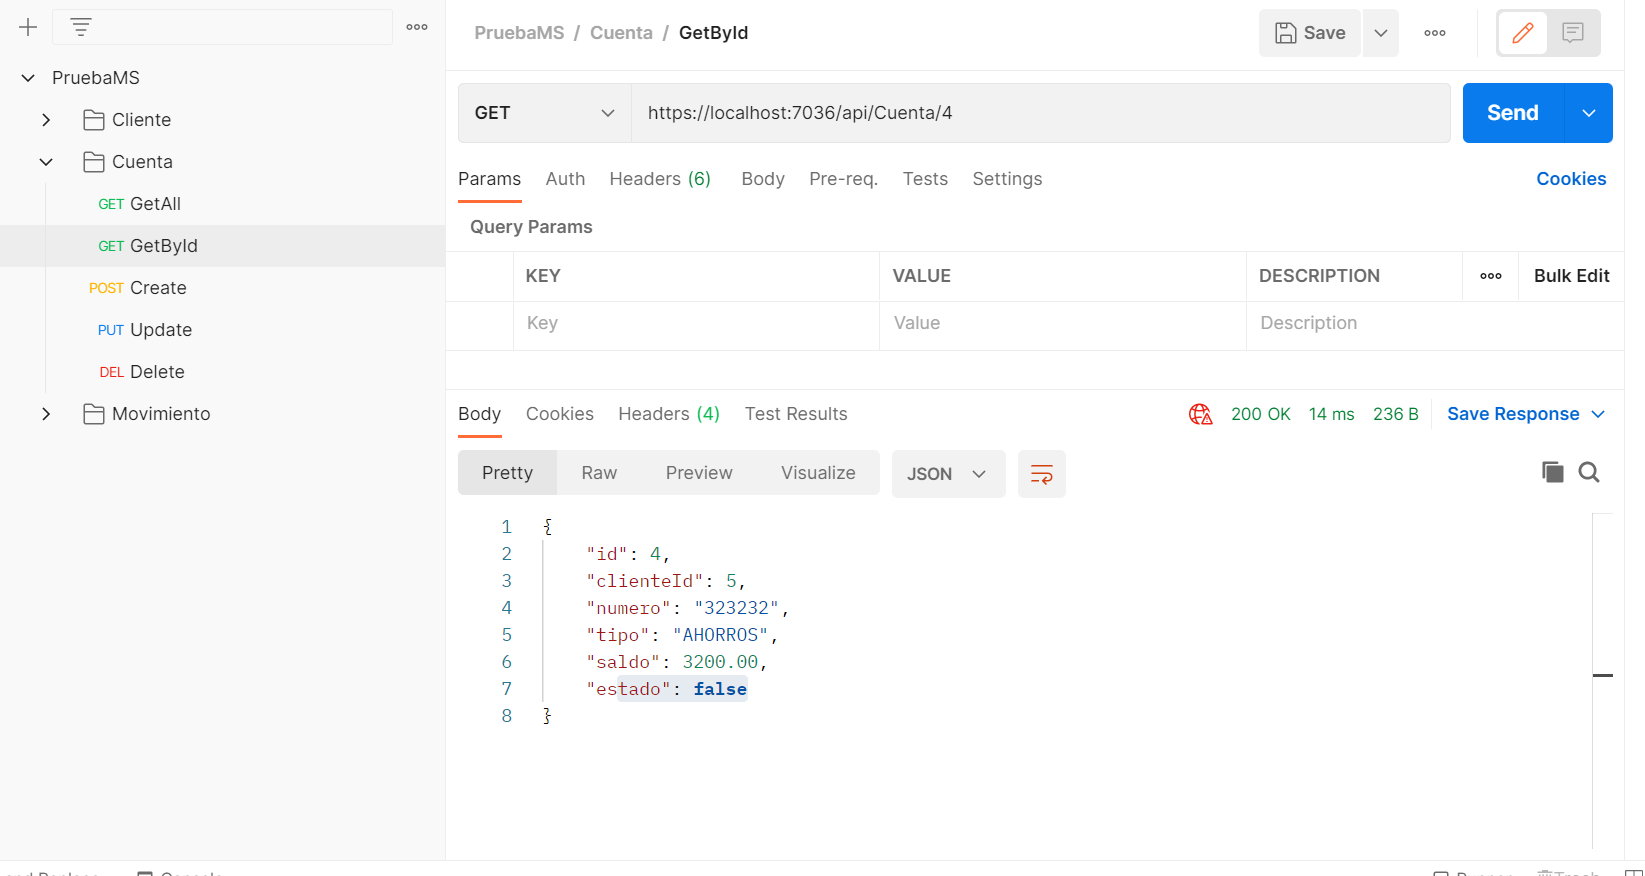 PruebaMS
Cliente
Cuenta
GET GetAll
GET GetById
POST Create
PUT Update
DEL Delete
Movimiento
PruebaMS / Cuenta / GetById
Save
GET
https://localhost:7036/api/Cuenta/4
Send
Params Auth Headers (6) Body Pre-req. Tests Settings
Cookies
Query Params
KEY VALUE DESCRIPTION
Bulk Edit
Key Value Description
Body Cookies Headers (4) Test Results
200 OK 14 ms 236 B
Save Response
Pretty Raw Preview Visualize
JSON
1 {
2 "id": 4,
3 "clienteId": 5,
4 "numero": "323232",
5 "tipo": "AHORROS",
6 "saldo": 3200.00,
7 "estado": false
8 }
Console
Trash